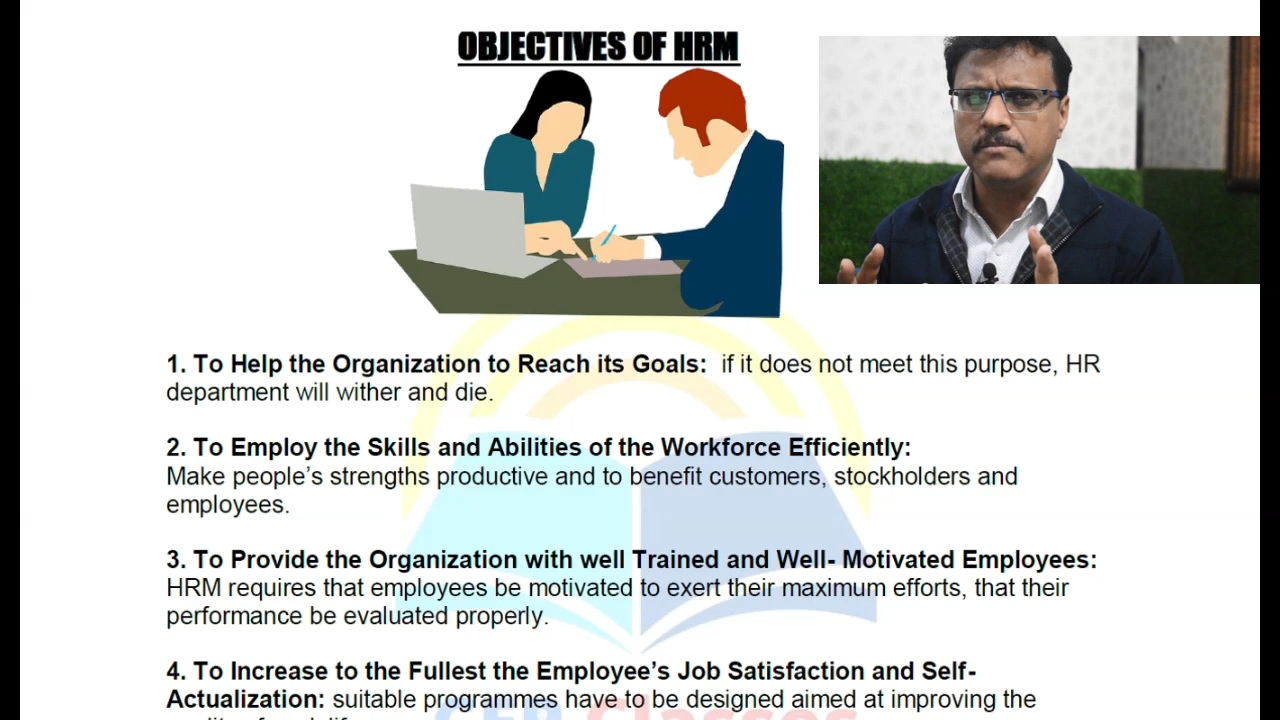 OBJECTIVES OF HRM
1. To Help the Organization to Reach its Goals: if it does not meet this purpose, HR
department will wither and die.
2. To Employ the Skills and Abilities of the Workforce Efficiently:
Make people's strengths productive and to benefit customers, stockholders and
employees.
3. To Provide the Organization with well Trained and Well- Motivated Employees:
HRM requires that employees be motivated to exert their maximum efforts, that their
performance be evaluated properly.
4. To Increase to the Fullest the Employee's Job Satisfaction and Self-
Actualization: suitable programmes have to be designed aimed at improving the